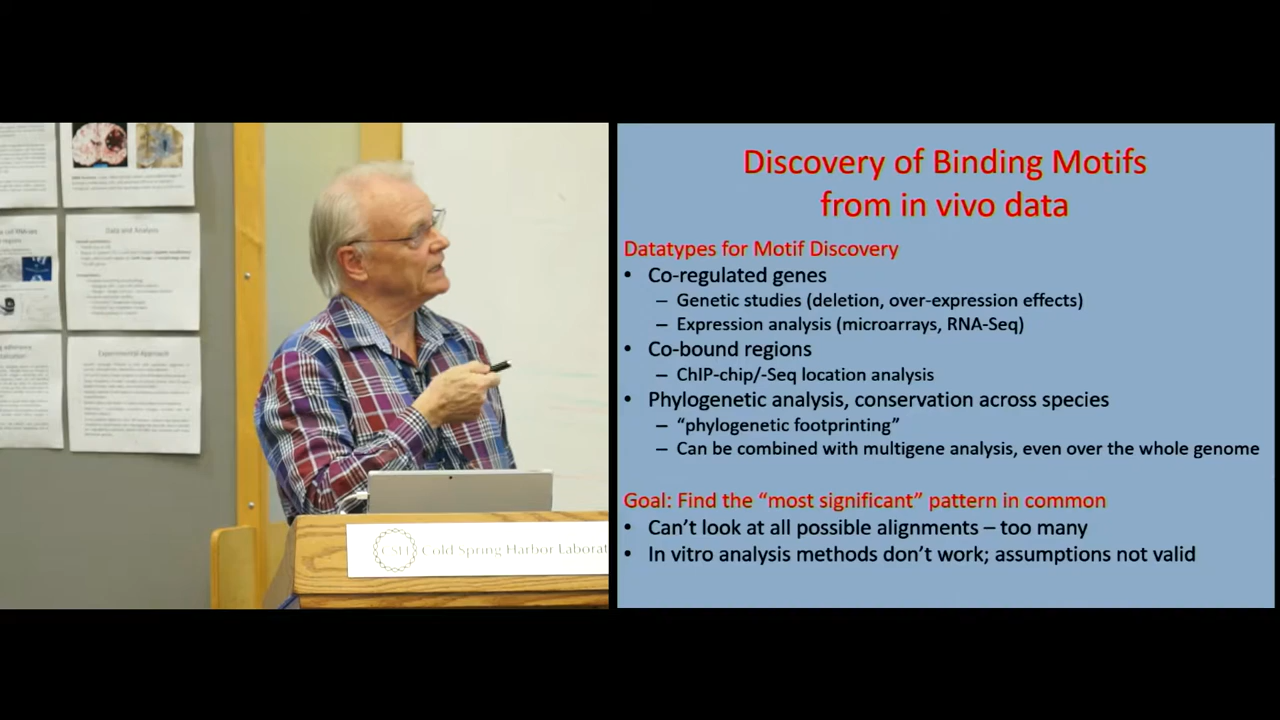 Data and Analysis
Experimental Approach
CSH Cold Spring Harbor Laborat
Discovery of Binding Motifs
from in vivo data
Datatypes for Motif Discovery
• Co-regulated genes
– Genetic studies (deletion, over-expression effects)
– Expression analysis (microarrays, RNA-Seq)
• Co-bound regions
– ChIP-chip/-Seq location analysis
• Phylogenetic analysis, conservation across species
– “phylogenetic footprinting”
– Can be combined with multigene analysis, even over the whole genome
Goal: Find the “most significant” pattern in common
• Can’t look at all possible alignments – too many
• In vitro analysis methods don’t work; assumptions not valid